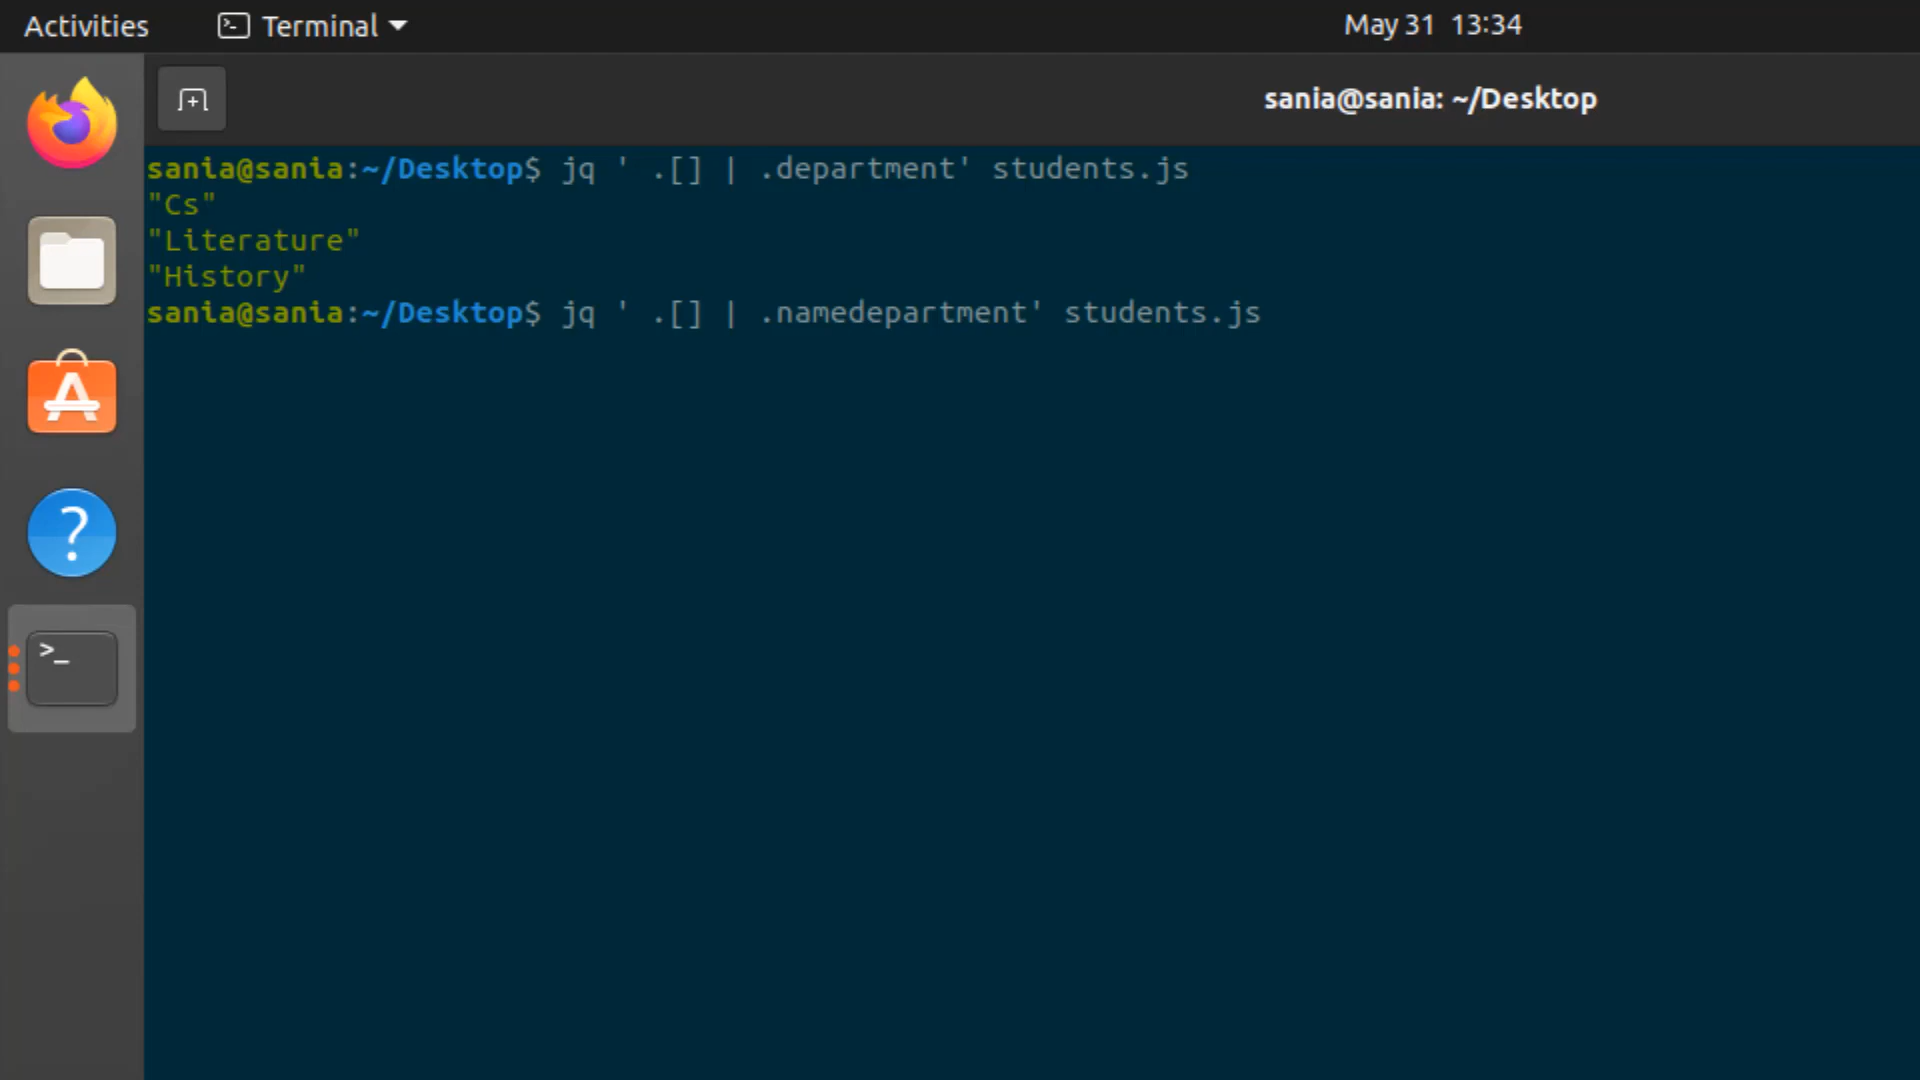 Activities Terminal May 31 13:34
sania@sania: ~/Desktop
sania@sania:~/Desktop$ jq ' .[] | .department' students.js
"Cs"
"Literature"
"History"
sania@sania:~/Desktop$ jq ' .[] | .namedepartment' students.js